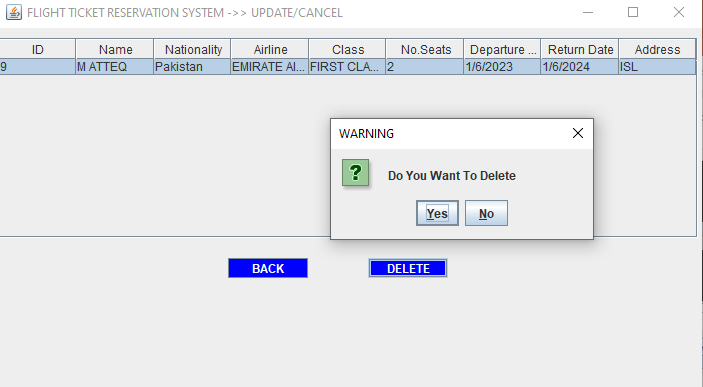 FLIGHT TICKET RESERVATION SYSTEM ->> UPDATE/CANCEL
ID Name Nationality Airline Class No.Seats Departure ... Return Date Address
9 M ATTEQ Pakistan EMIRATE AI... FIRST CLA... 2 1/6/2023 1/6/2024 ISL
WARNING
? Do You Want To Delete
Yes No
BACK DELETE